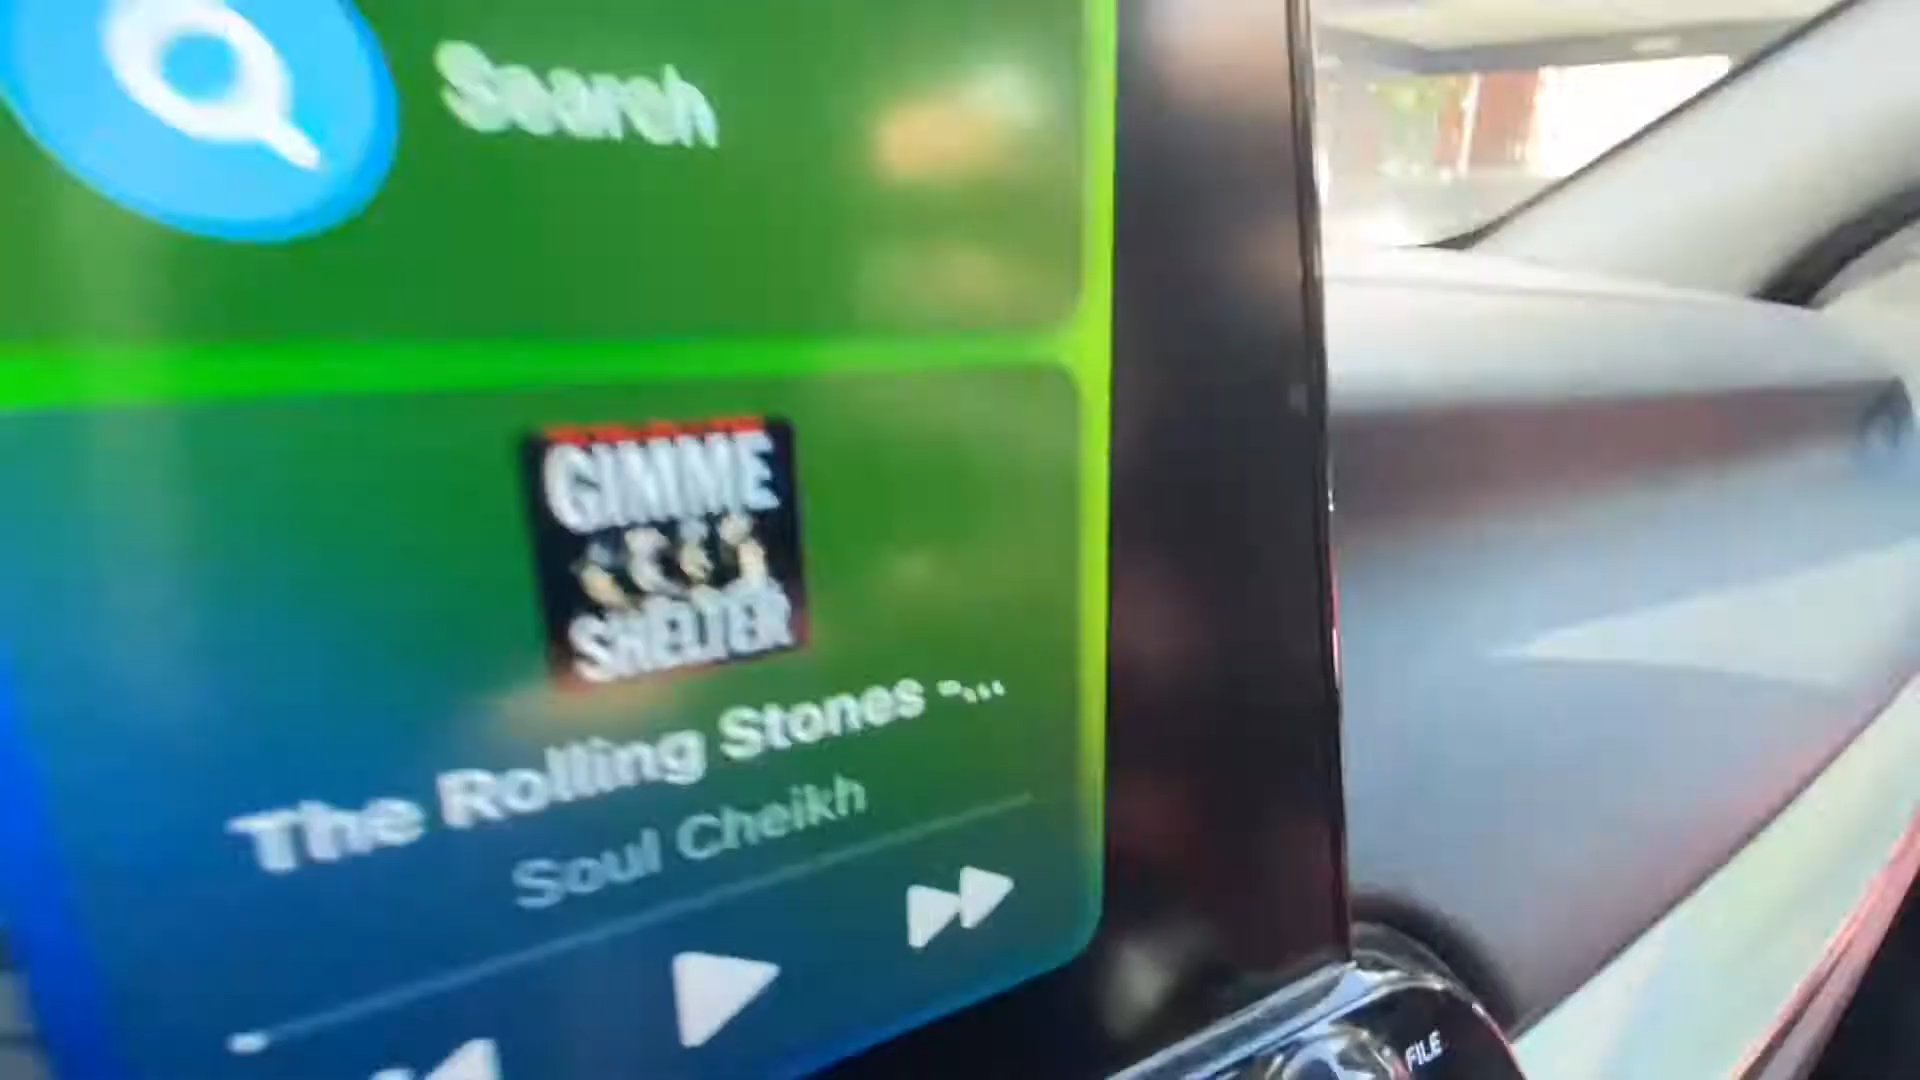 Search
GIMME
SHELTER
The Rolling Stones -...
Soul Cheikh
FILE